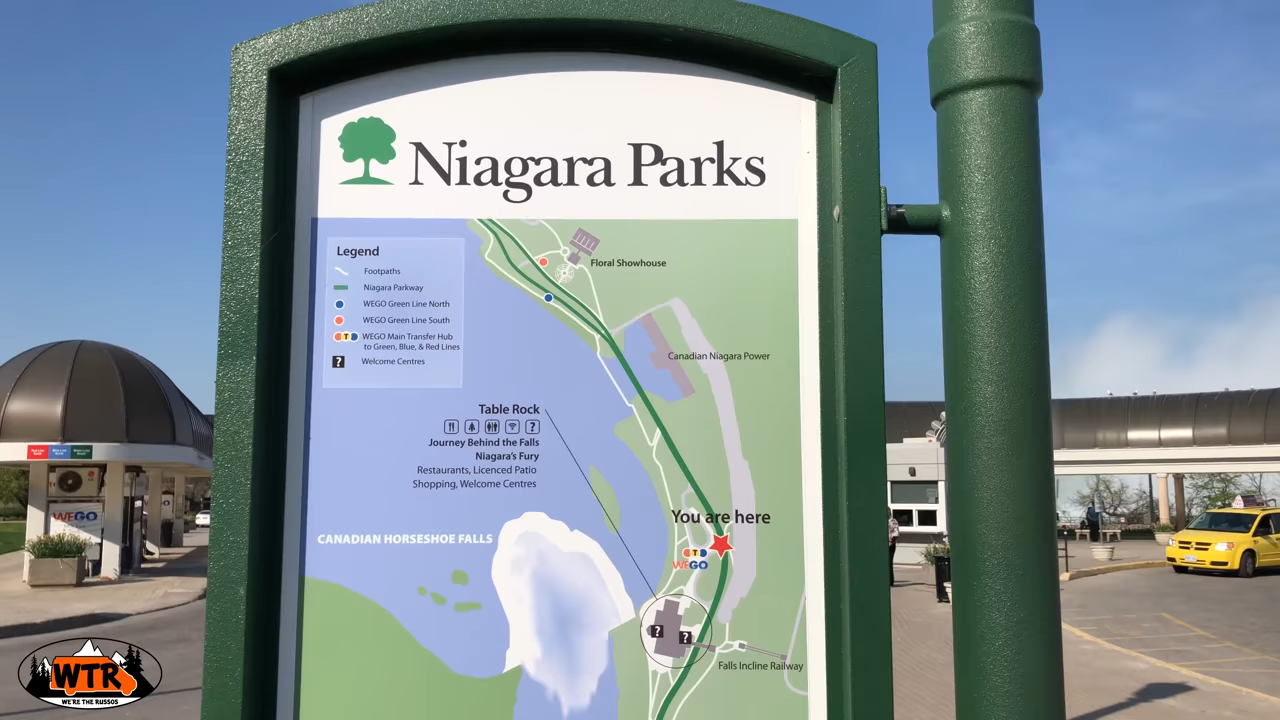 Niagara Parks
Legend
Footpaths
Niagara Parkway
WEGO Green Line North
WEGO Green Line South
T
WEGO Main Transfer Hub
to Green, Blue, & Red Lines
?
Welcome Centres
Floral Showhouse
Canadian Niagara Power
Table Rock
?
Journey Behind the Falls
Niagara's Fury
Restaurants, Licenced Patio
Shopping, Welcome Centres
You are here
CANADIAN HORSESHOE FALLS
T
WEGO
? ?
Falls Incline Railway
WEGO
WTR
WE'RE THE RUSSOS